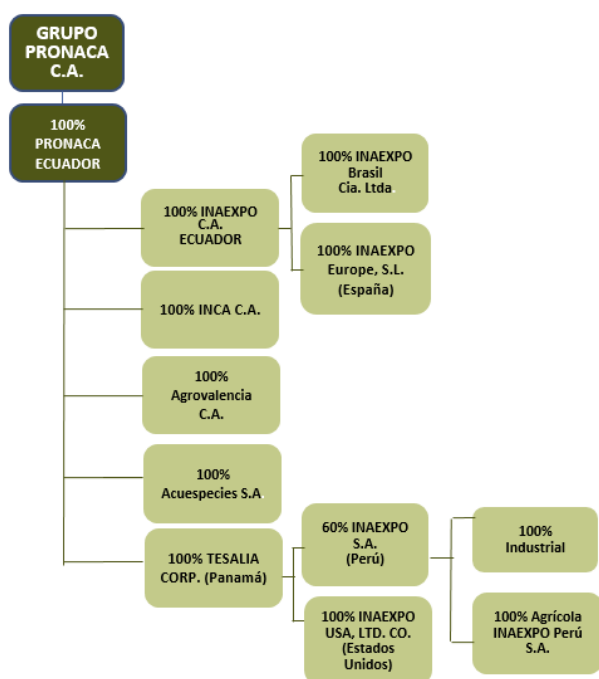 GRUPO
PRONACA
C.A.
100%
PRONACA
ECUADOR
100% INAEXPO
C.A.
ECUADOR
100% INAEXPO
Brasil
Cia. Ltda.
100% INAEXPO
Europe, S.L.
(España)
100% INCA C.A.
100%
Agrovalencia
C.A.
100%
Acuespecies S.A.
100% TESALIA
CORP. (Panamá)
60% INAEXPO
S.A.
(Perú)
100% INAEXPO
USA, LTD. CO.
(Estados
Unidos)
100%
Industrial
100% Agrícola
INAEXPO Perú
S.A.